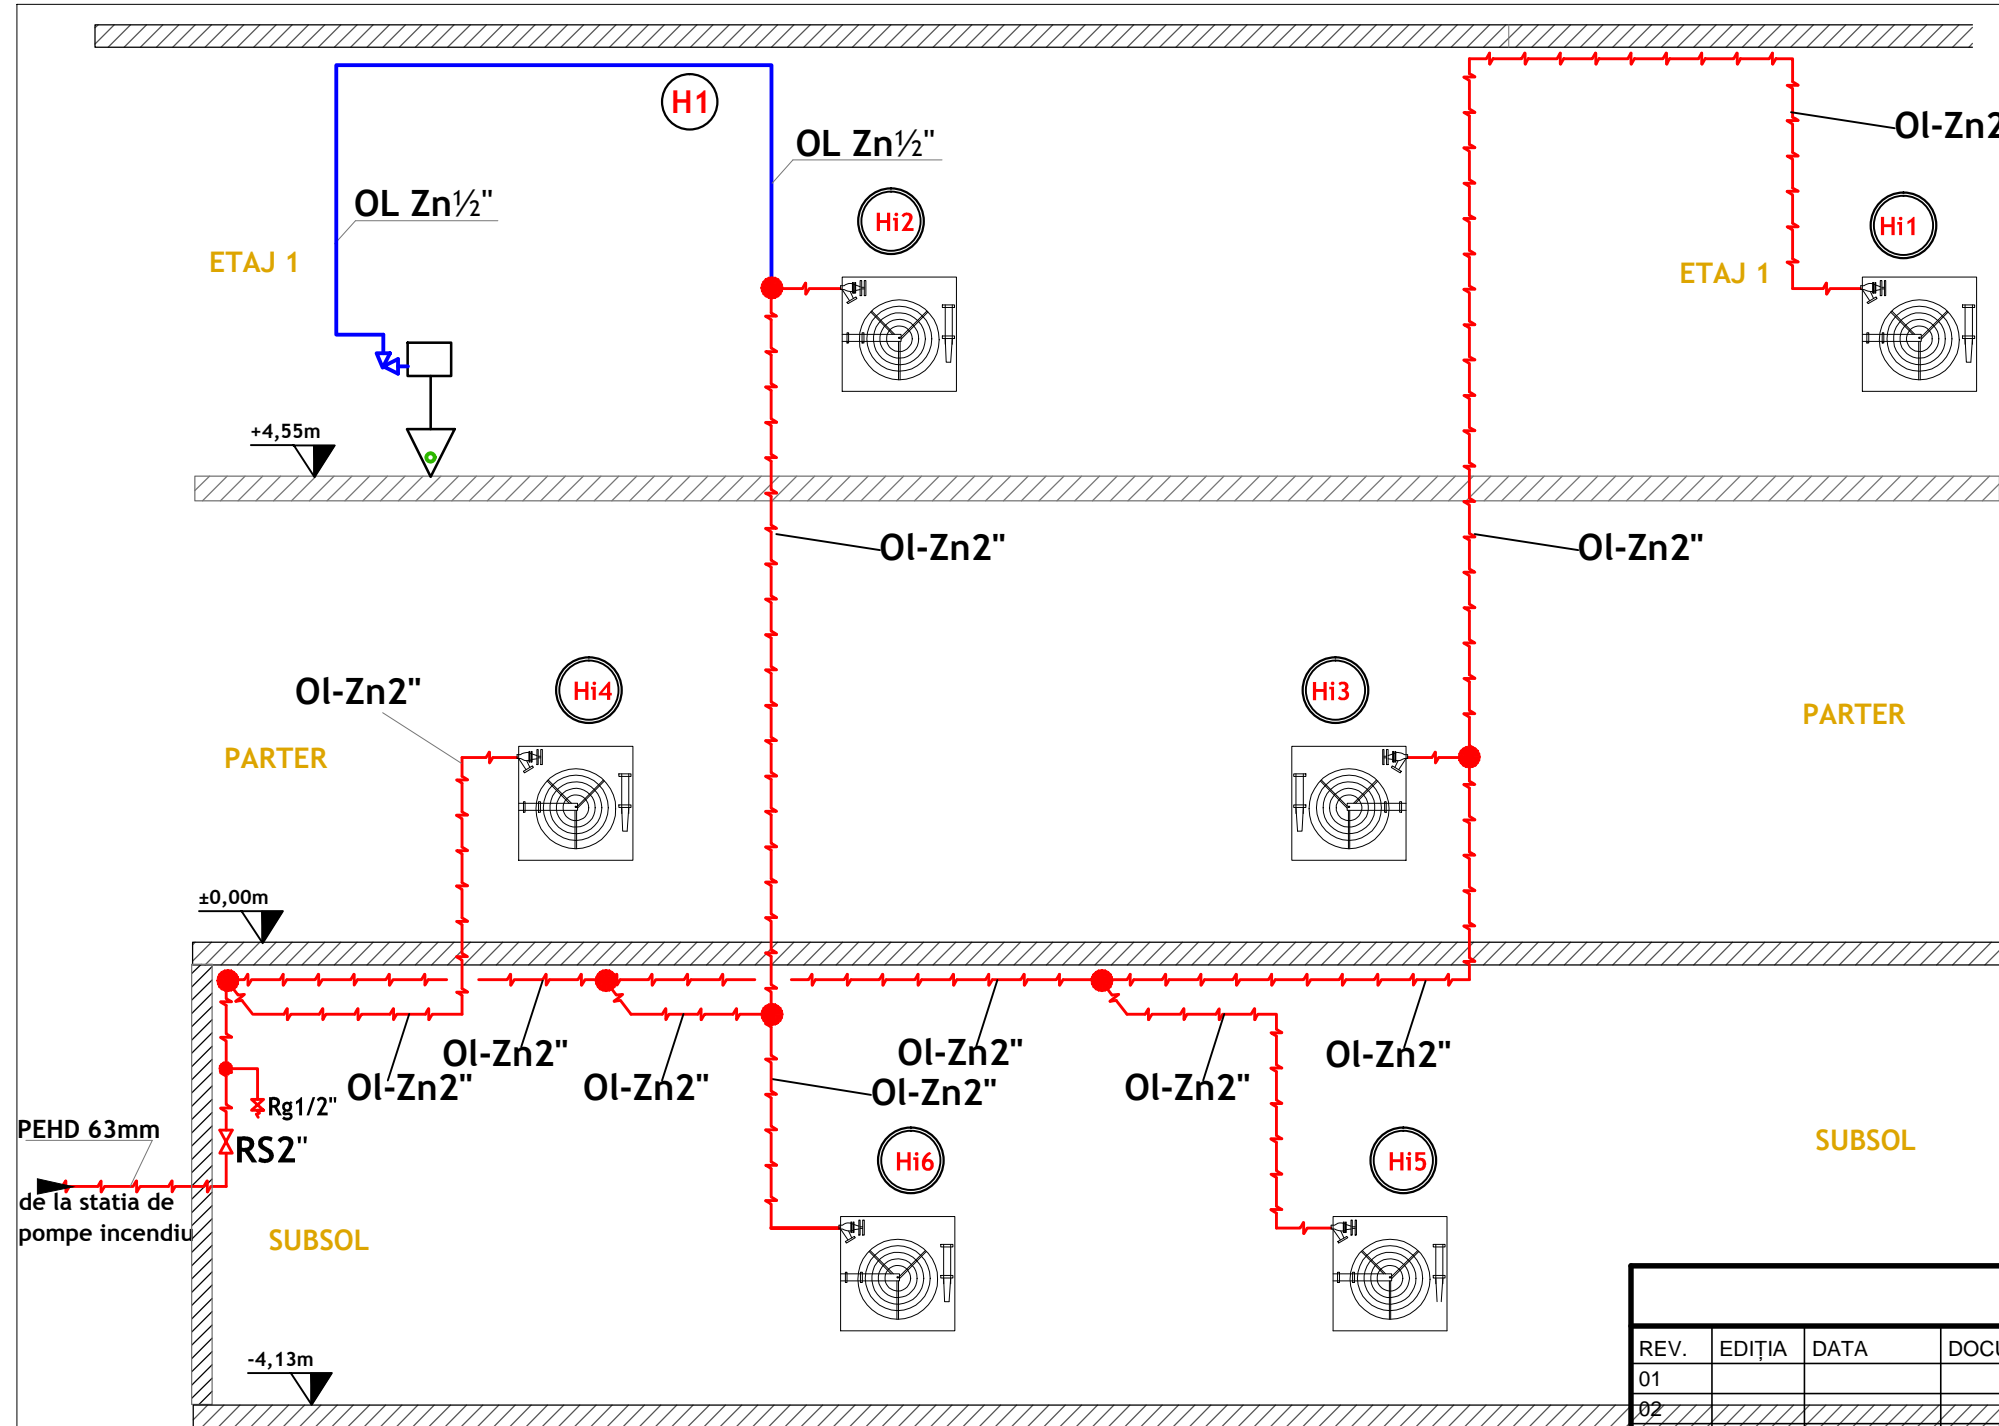 H1
OL Zn½"
Ol-Zn2
OL Zn½"
Hi2
Hi1
ETAJ 1
ETAJ 1
+4,55m
Ol-Zn2"
Ol-Zn2"
Ol-Zn2"
Hi4
Hi3
PARTER
PARTER
±0,00m
Ol-Zn2"
Ol-Zn2"
Ol-Zn2"
Ol-Zn2"
Ol-Zn2"
Ol-Zn2"
Ol-Zn2"
Rg1/2"
PEHD 63mm
RS2"
SUBSOL
Hi6
Hi5
de la statia de
pompe incendiu
SUBSOL
-4,13m
REV. EDIȚIA DATA DOCU
01
02